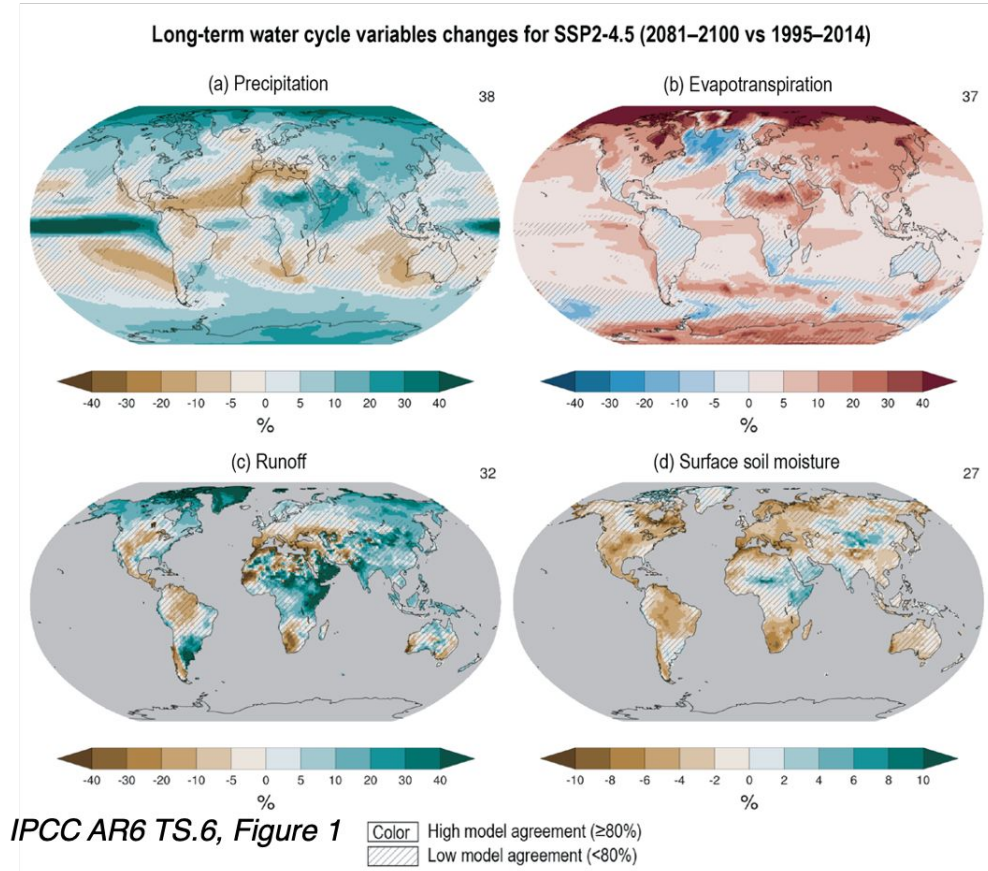 Long-term water cycle variables changes for SSP2-4.5 (2081–2100 vs 1995–2014)
(a) Precipitation
38
(b) Evapotranspiration
37
-40 -30 -20 -10 -5 0 5 10 20 30 40
%
-40 -30 -20 -10 -5 0 5 10 20 30 40
%
(c) Runoff
32
(d) Surface soil moisture
27
-40 -30 -20 -10 -5 0 5 10 20 30 40
%
-10 -8 -6 -4 -2 0 2 4 6 8 10
%
IPCC AR6 TS.6, Figure 1
Color High model agreement (≥80%)
Low model agreement (<80%)